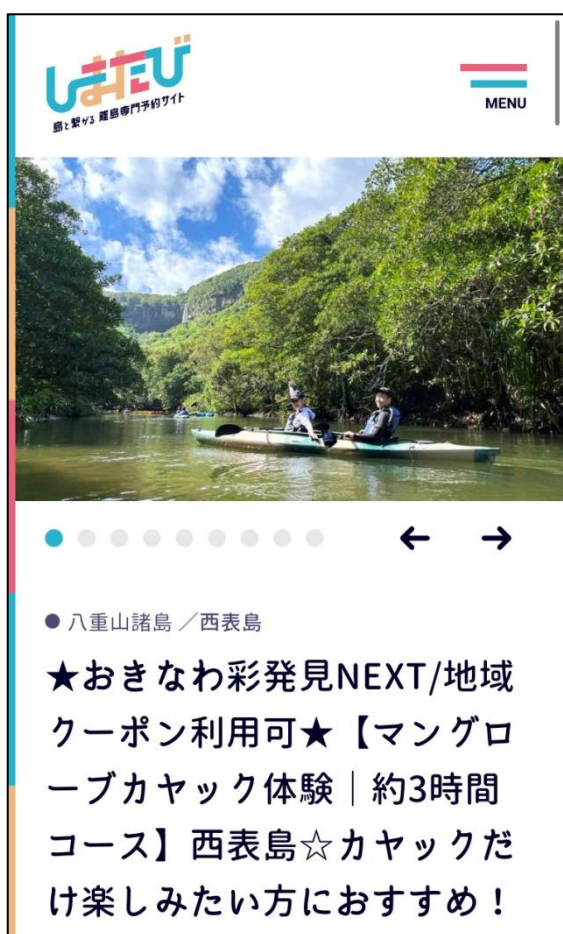 しまたび
島と繋がる 離島専門予約サイト
MENU
● 八重山諸島 ／西表島
★おきなわ彩発見NEXT/地域
クーポン利用可★【マングロ
ーブカヤック体験｜約3時間
コース】西表島☆カヤックだ
け楽しみたい方におすすめ！